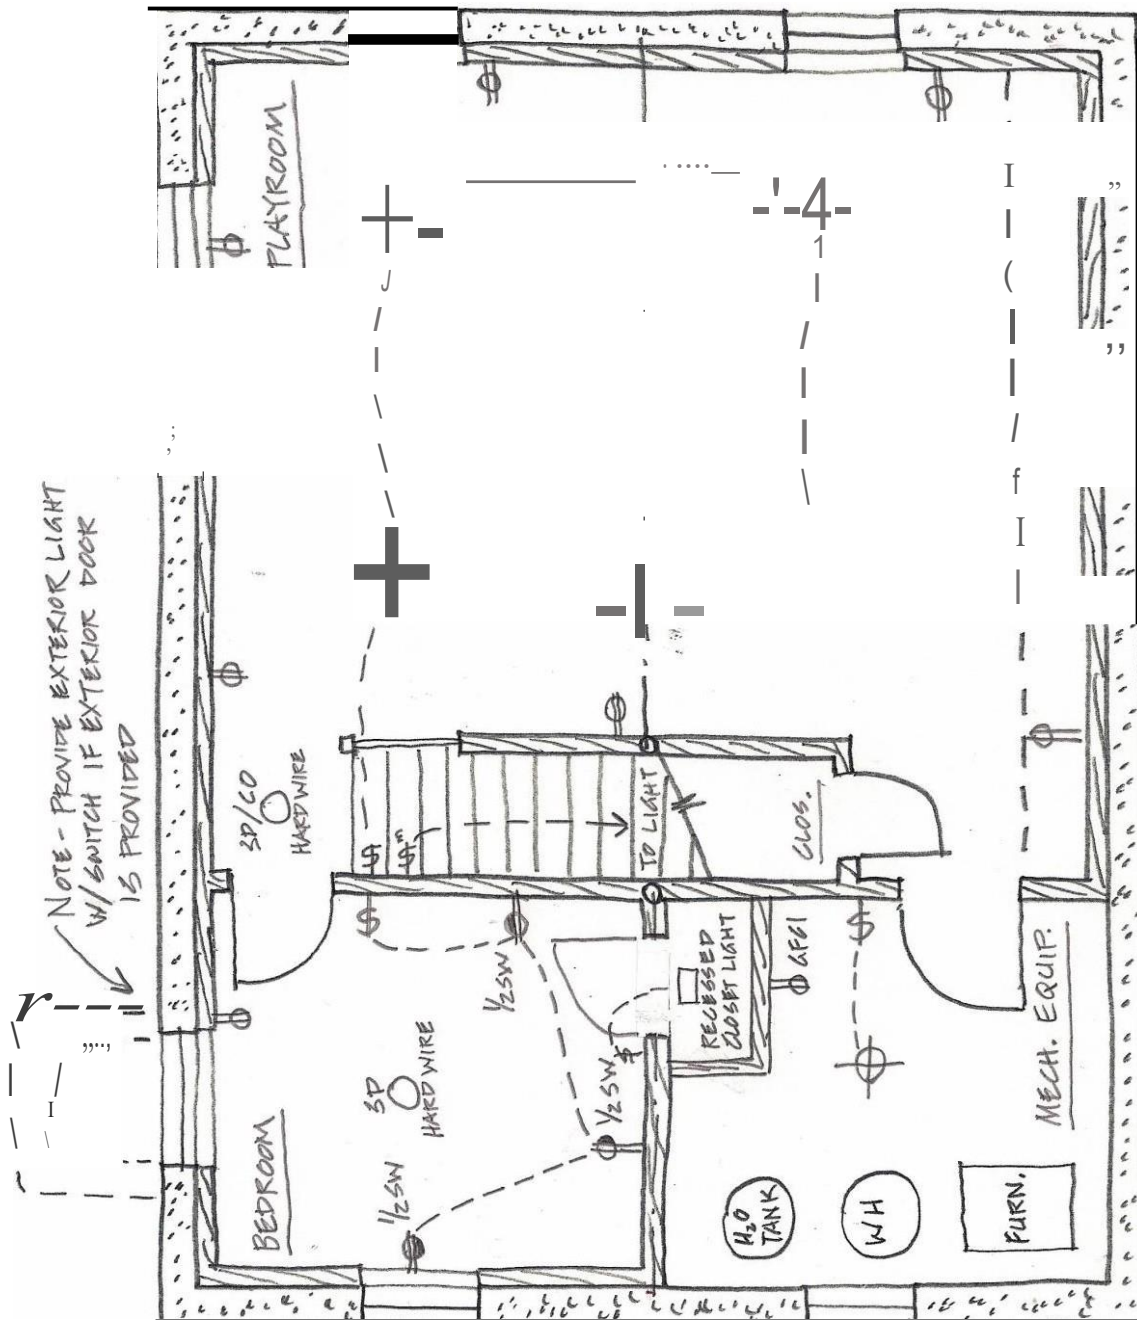 PLAYROOM
NOTE - PROVIDE EXTERIOR LIGHT
W/ SWITCH IF EXTERIOR DOOR
IS PROVIDED
SD/CO
HARDWIRE
TO LIGHT
CLOS.
$
$m
$
1/2SW
RECESSED
CLOSET LIGHT
GFGI
$
MECH. EQUIP.
SD
HARDWIRE
1/2SW
$
BEDROOM
1/2SW
H2O
TANK
WH
FURN.